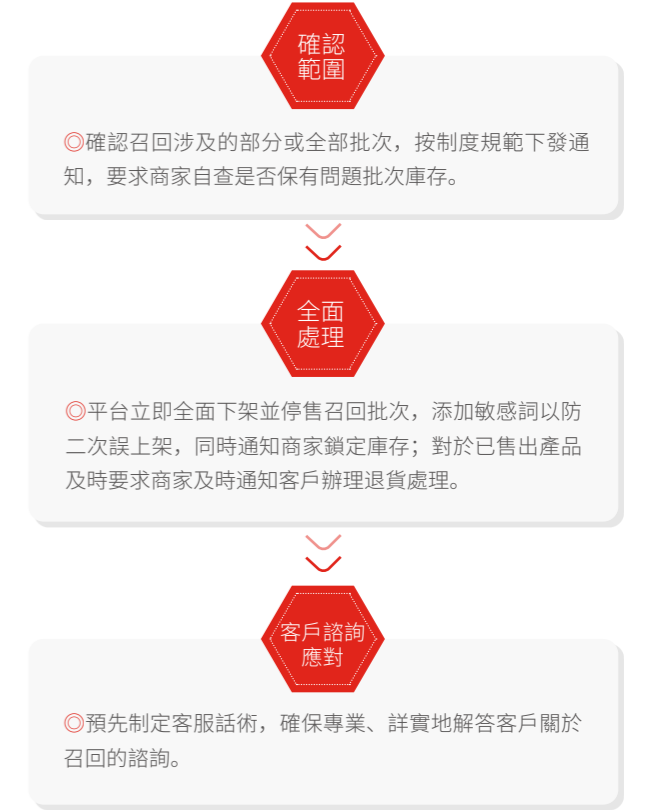 確認
範圍
◎確認召回涉及的部分或全部批次，按制度規範下發通
知，要求商家自查是否保有問題批次庫存。
全面
處理
◎平台立即全面下架並停售召回批次，添加敏感詞以防
二次誤上架，同時通知商家鎖定庫存；對於已售出產品
及時要求商家及時通知客戶辦理退貨處理。
客戶諮詢
應對
◎預先制定客服話術，確保專業、詳實地解答客戶關於
召回的諮詢。